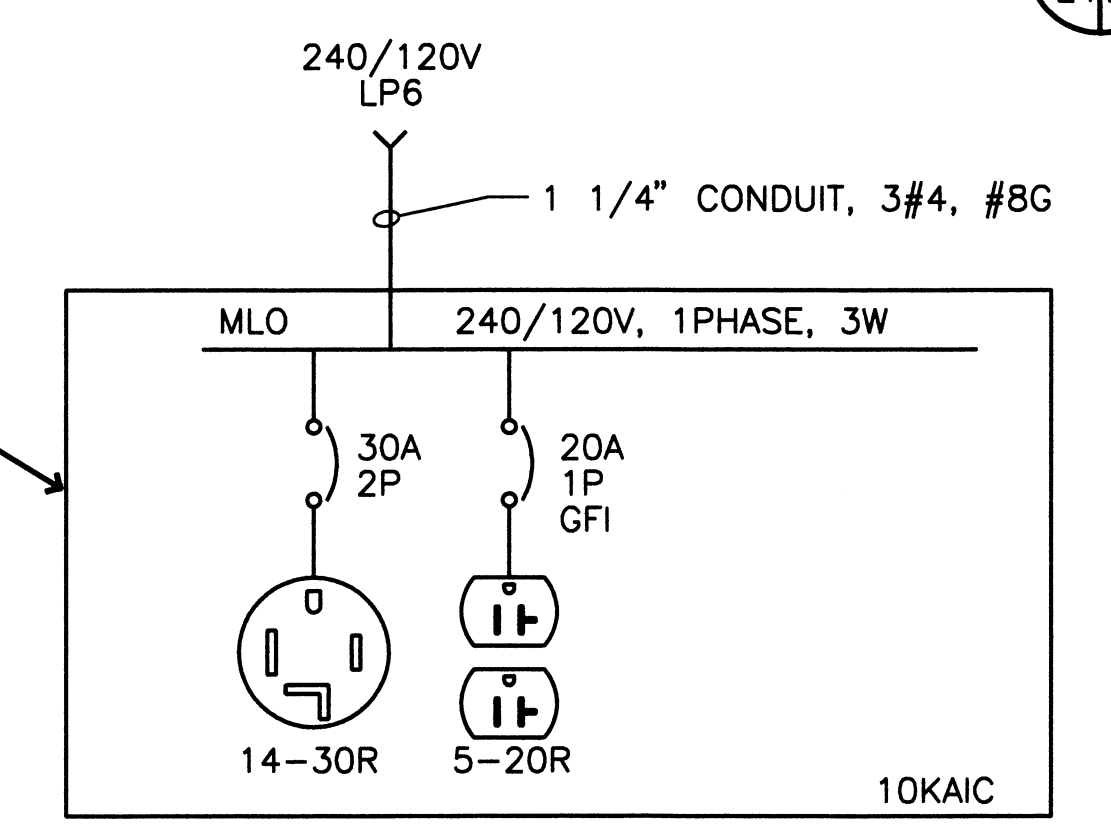 240/120V
LP6
1 1/4" CONDUIT, 3#4, #8G
MLO
240/120V, 1PHASE, 3W
30A
2P
20A
1P
GFI
14-30R
5-20R
10KAIC